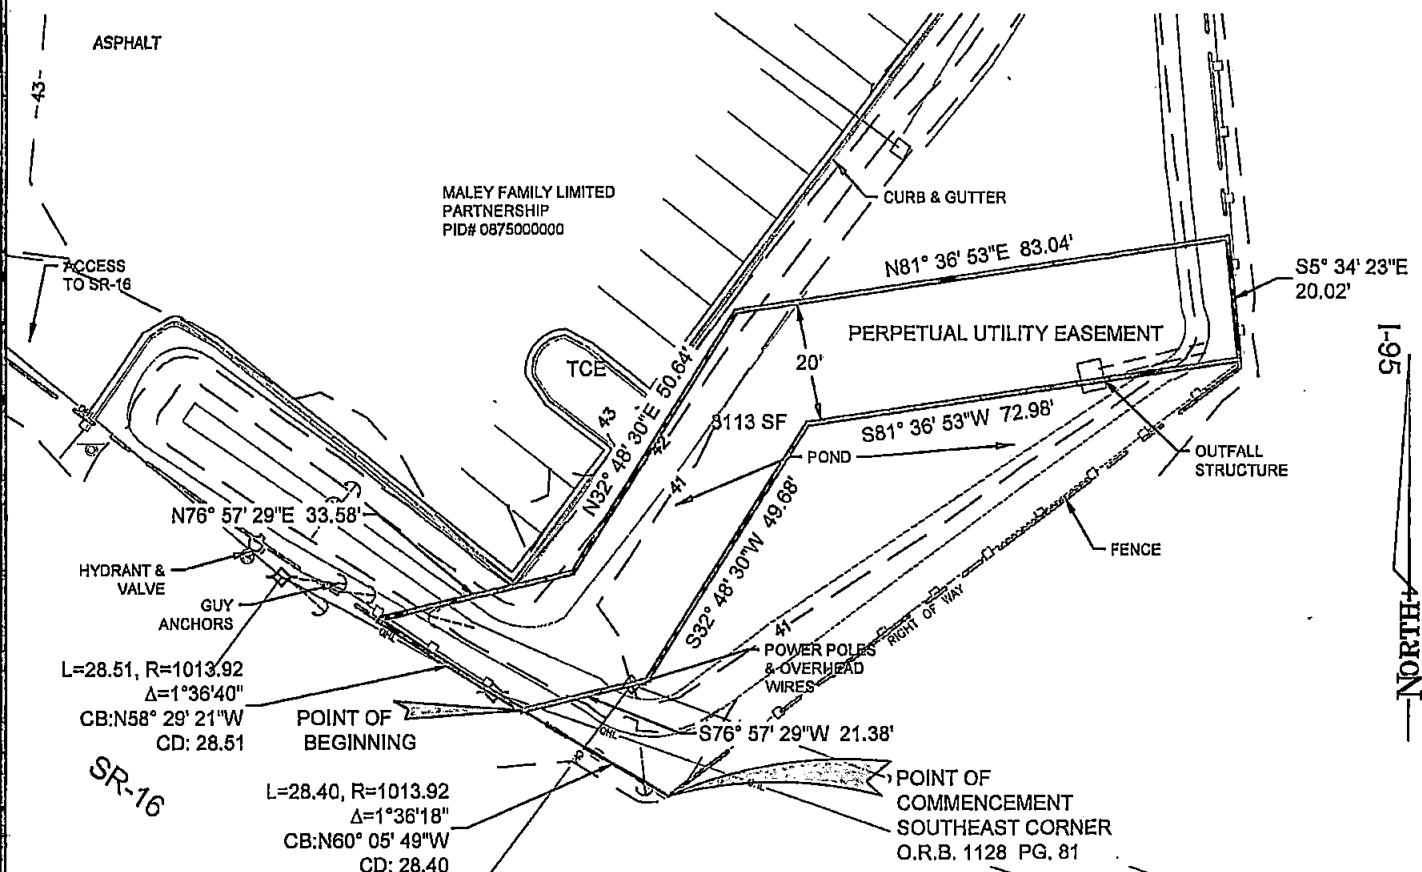 ASPHALT
43
MALEY FAMILY LIMITED
PARTNERSHIP
PID# 0875000000
CURB & GUTTER
ACCESS
TO SR-16
N81° 36' 53"E 83.04'
S5° 34' 23"E
20.02'
PERPETUAL UTILITY EASEMENT
20'
TCE
43
N32° 48' 30"E 50.64'
42
3113 SF
S81° 36' 53"W 72.98'
I-95
POND
41
OUTFALL
STRUCTURE
N76° 57' 29"E 33.58'
S32° 48' 30"W 49.68'
FENCE
HYDRANT &
VALVE
GUY
ANCHORS
OHL
41
RIGHT OF WAY
NORTH
POWER POLES
& OVERHEAD
WIRES
L=28.51, R=1013.92
Δ=1°36'40"
CB:N58° 29' 21"W
CD: 28.51
POINT OF
BEGINNING
OHL
S76° 57' 29"W 21.38'
SR-16
L=28.40, R=1013.92
Δ=1°36'18"
CB:N60° 05' 49"W
CD: 28.40
OHL
POINT OF
COMMENCEMENT
SOUTHEAST CORNER
O.R.B. 1128 PG. 81